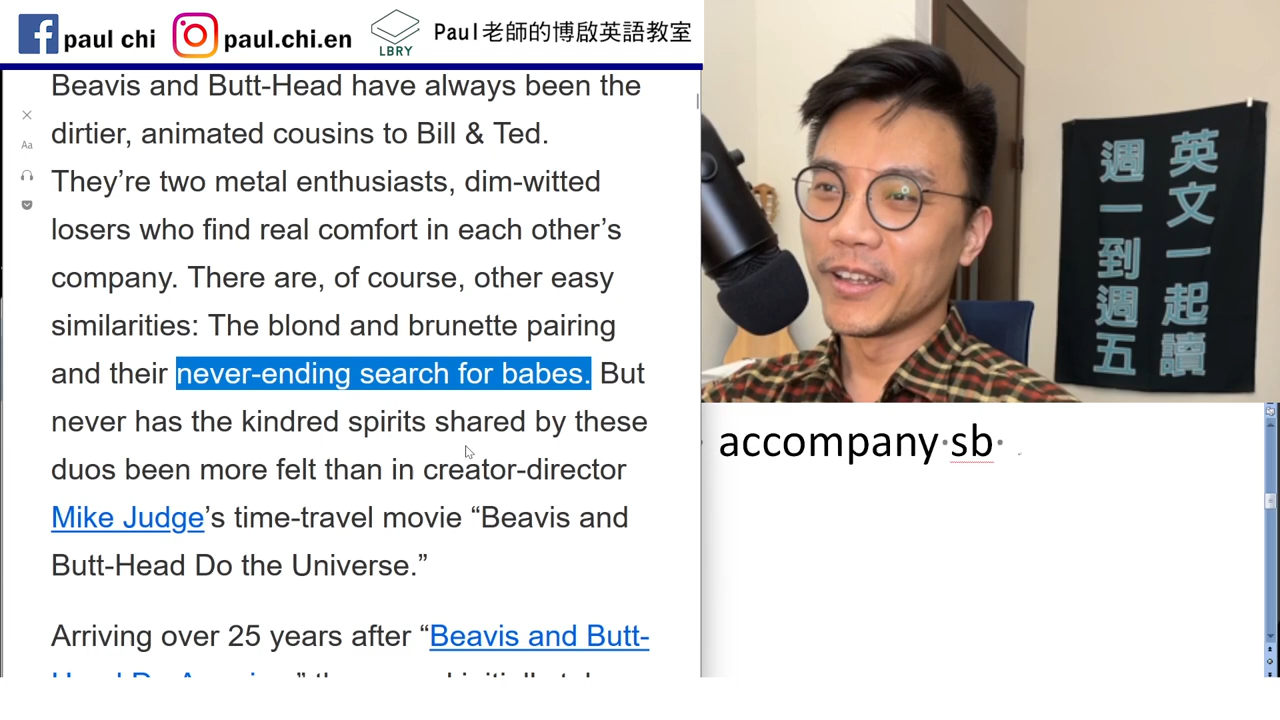 paul chi
paul.chi.en
LBRY
Paul老師的博啟英語教室
Beavis and Butt-Head have always been the
dirtier, animated cousins to Bill & Ted.
They’re two metal enthusiasts, dim-witted
losers who find real comfort in each other’s
company. There are, of course, other easy
similarities: The blond and brunette pairing
and their never-ending search for babes. But
never has the kindred spirits shared by these
duos been more felt than in creator-director
Mike Judge’s time-travel movie “Beavis and
Butt-Head Do the Universe.”
Arriving over 25 years after “Beavis and Butt-
Aa
英文一起讀
週一到週五
accompany sb